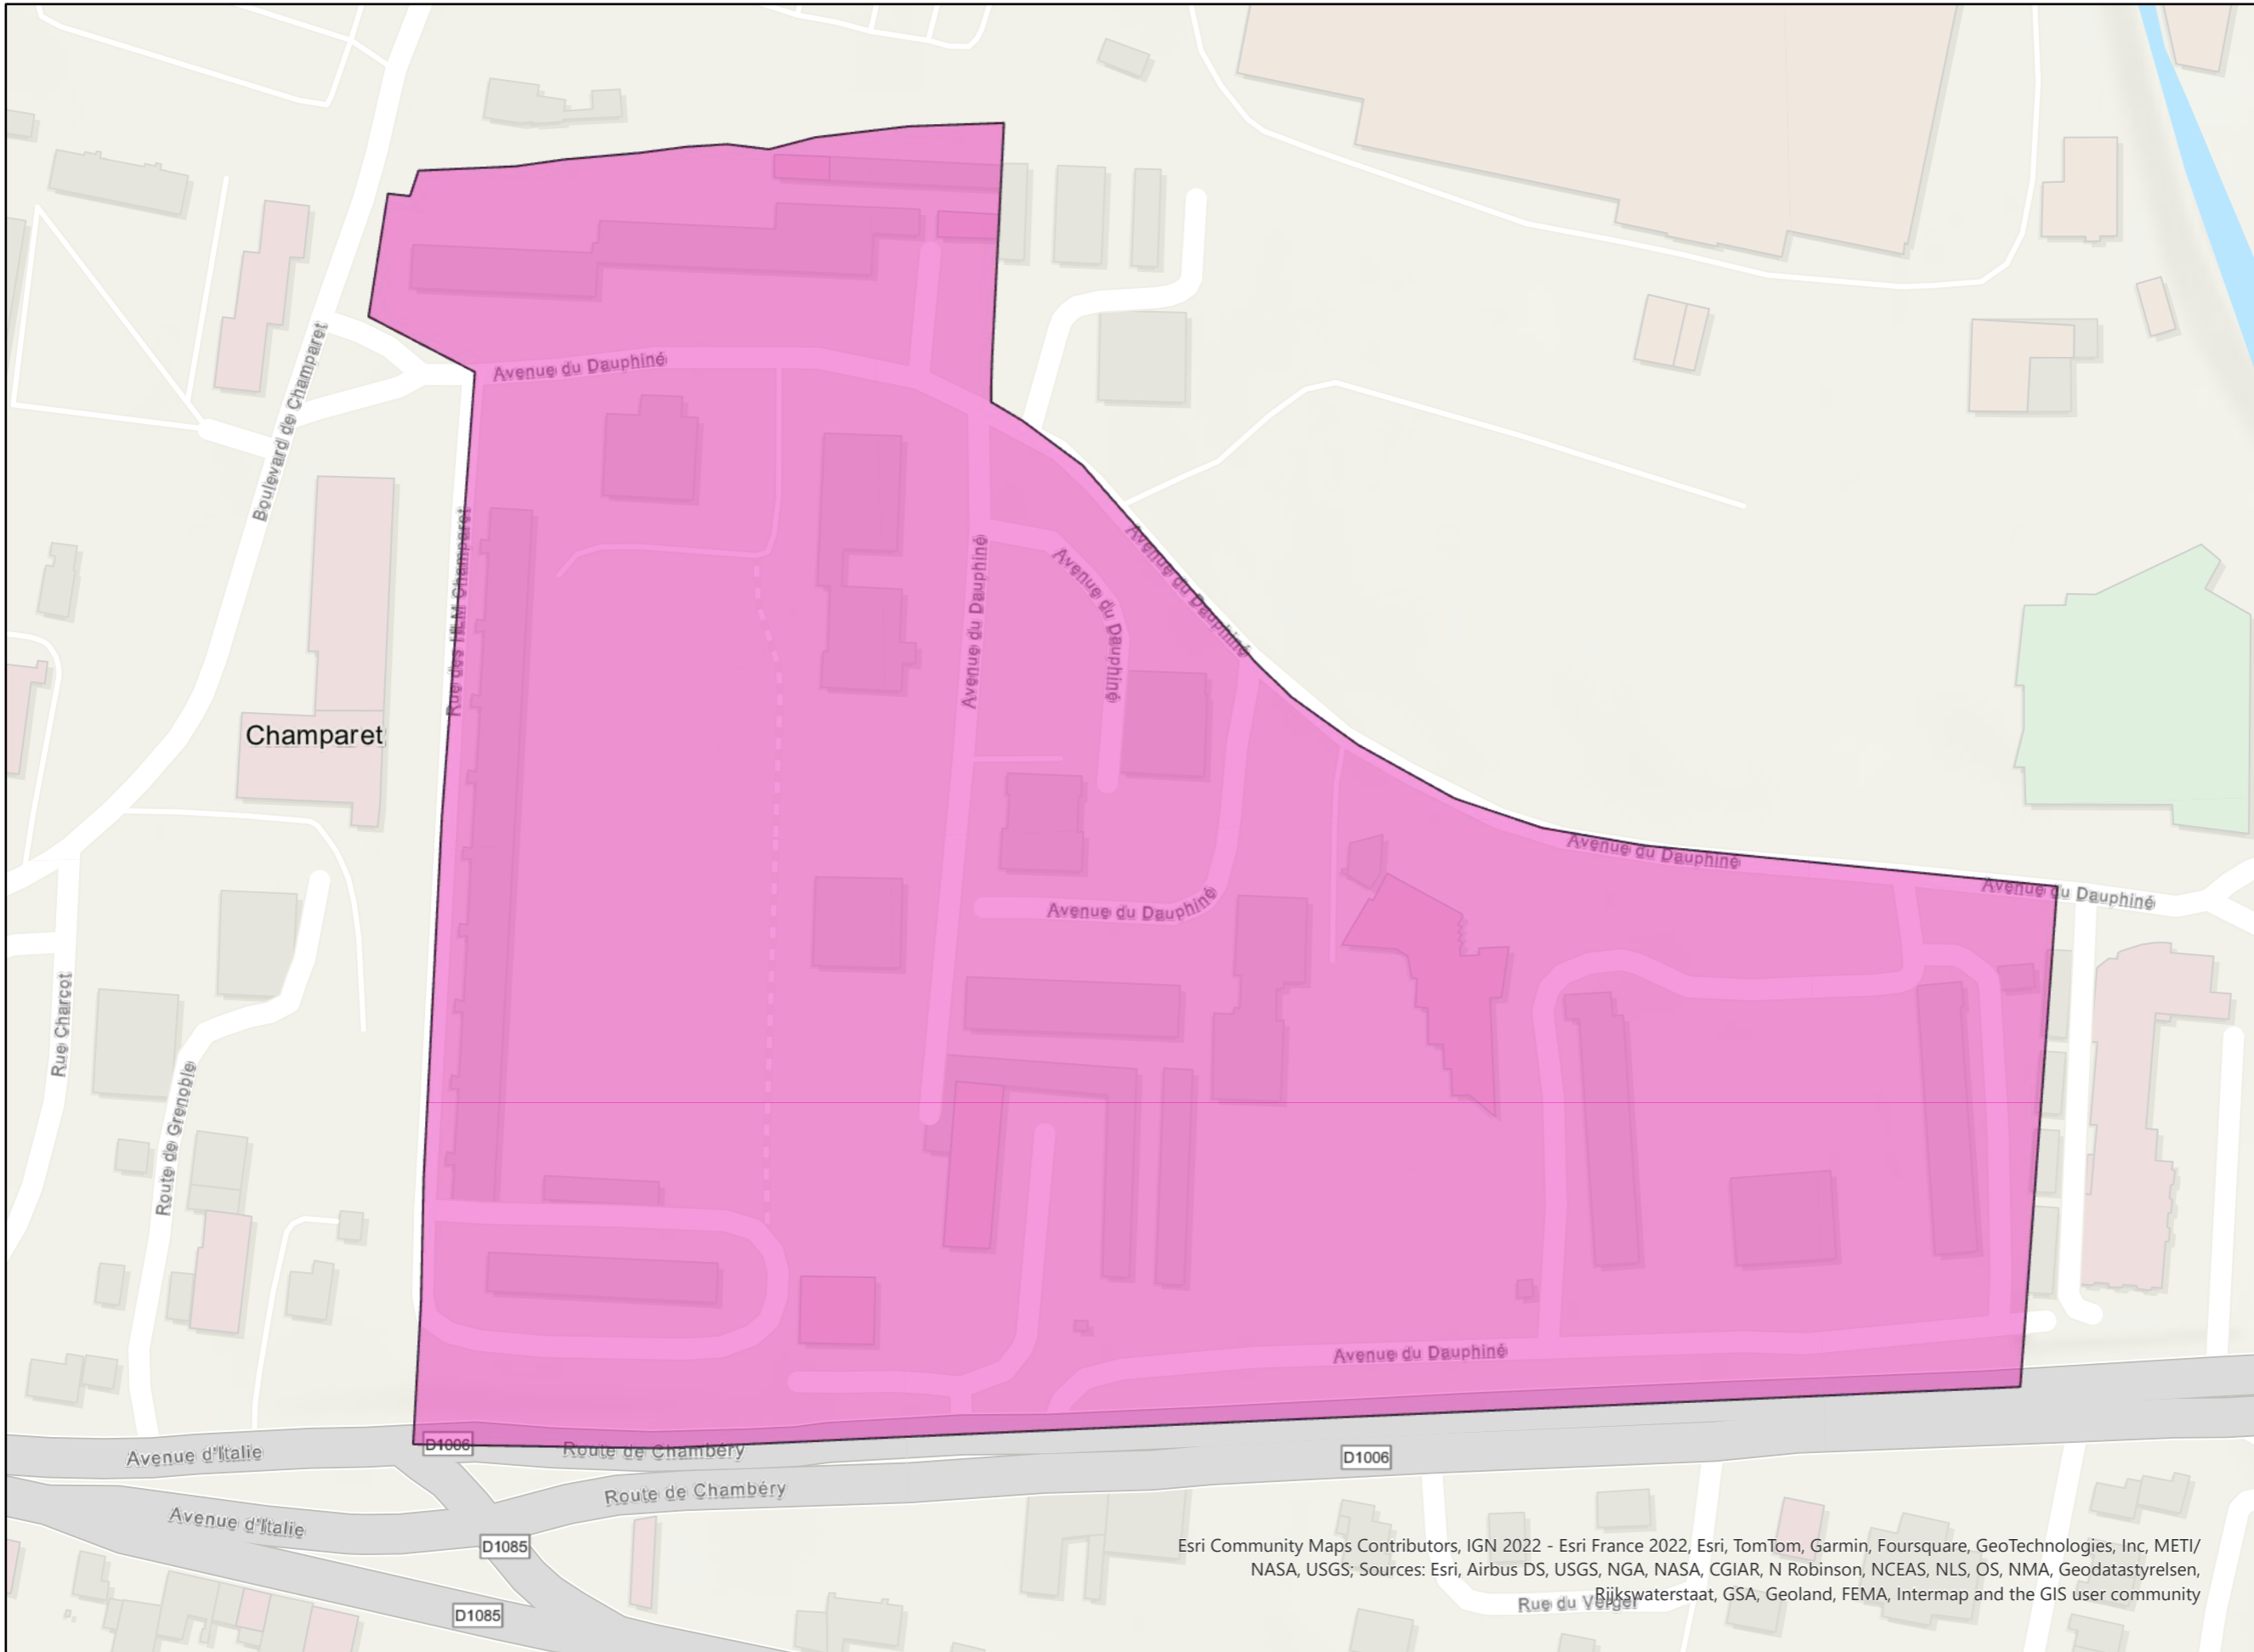 Avenue du Dauphiné
Boulevard de Champaret
Rue des HLM Champaret
Avenue du Dauphiné
Avenue du Dauphiné
Avenue du Dauphiné
Champaret
Avenue du Dauphiné
Avenue du Dauphiné
Avenue du Dauphiné
Rue Charcot
Route de Grenoble
Avenue du Dauphiné
D1006
Avenue d'Italie
Route de Chambéry
D1006
Route de Chambéry
Avenue d'Italie
D1085
D1085
Esri Community Maps Contributors, IGN 2022 - Esri France 2022, Esri, TomTom, Garmin, Foursquare, GeoTechnologies, Inc, METI/
NASA, USGS; Sources: Esri, Airbus DS, USGS, NGA, NASA, CGIAR, N Robinson, NCEAS, NLS, OS, NMA, Geodatastyrelsen,
Rijkswaterstaat, GSA, Geoland, FEMA, Intermap and the GIS user community
Rue du Verger